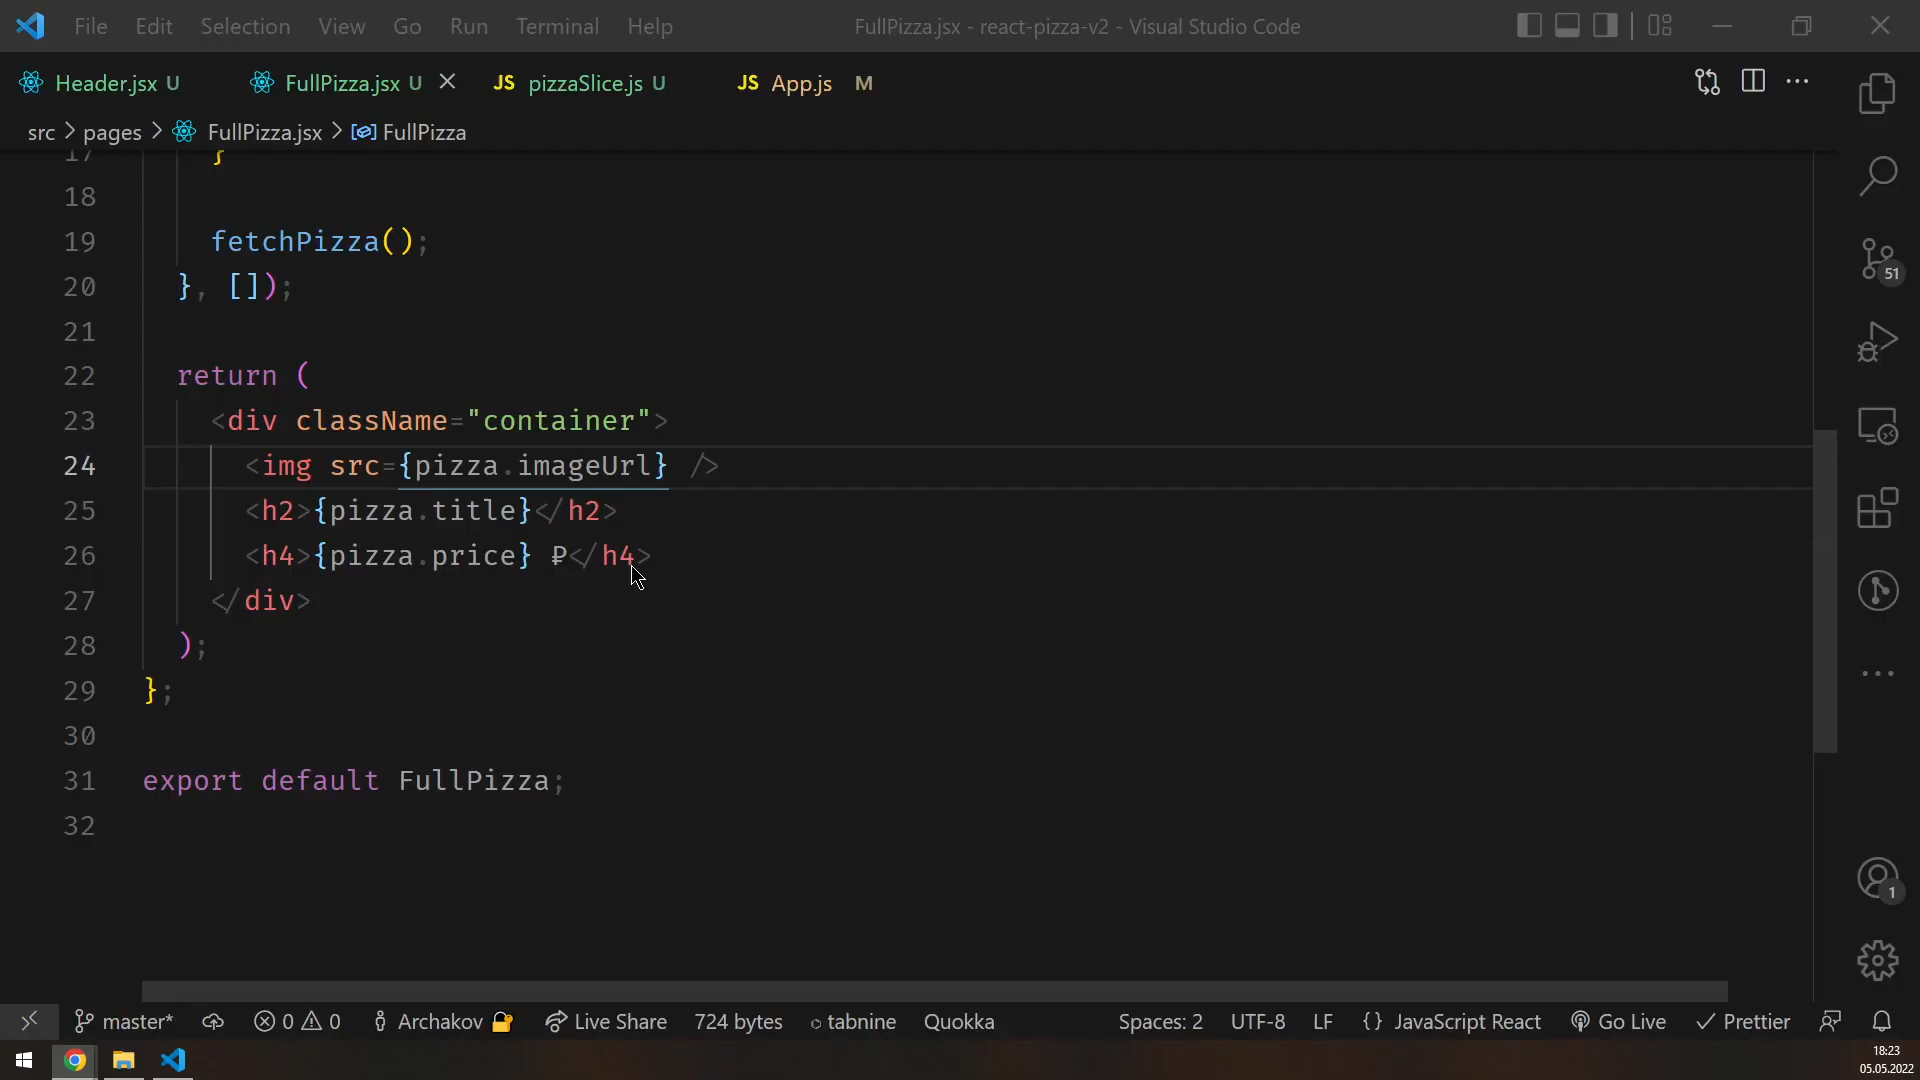 File Edit Selection View Go Run Terminal Help FullPizza.jsx - react-pizza-v2 - Visual Studio Code
Header.jsx U FullPizza.jsx U JS pizzaSlice.js U JS App.js M
src > pages > FullPizza.jsx > FullPizza
17 }
18
19 fetchPizza();
20 }, []);
21
22 return (
23 <div className="container">
24 <img src={pizza.imageUrl} />
25 <h2>{pizza.title}</h2>
26 <h4>{pizza.price} ₽</h4>
27 </div>
28 );
29 };
30
31 export default FullPizza;
32
51
1
master* 0 0 Archakov Live Share 724 bytes tabnine Quokka Spaces: 2 UTF-8 LF {} JavaScript React Go Live Prettier
18:23
05.05.2022